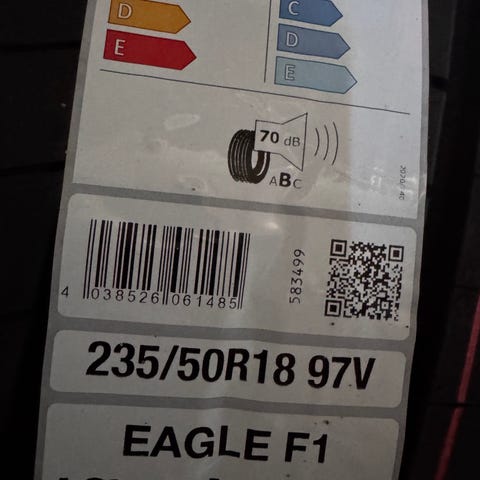 D
E
C
D
E
70 dB
ABC
583499
4 038526 061485
235/50R18 97V
EAGLE F1